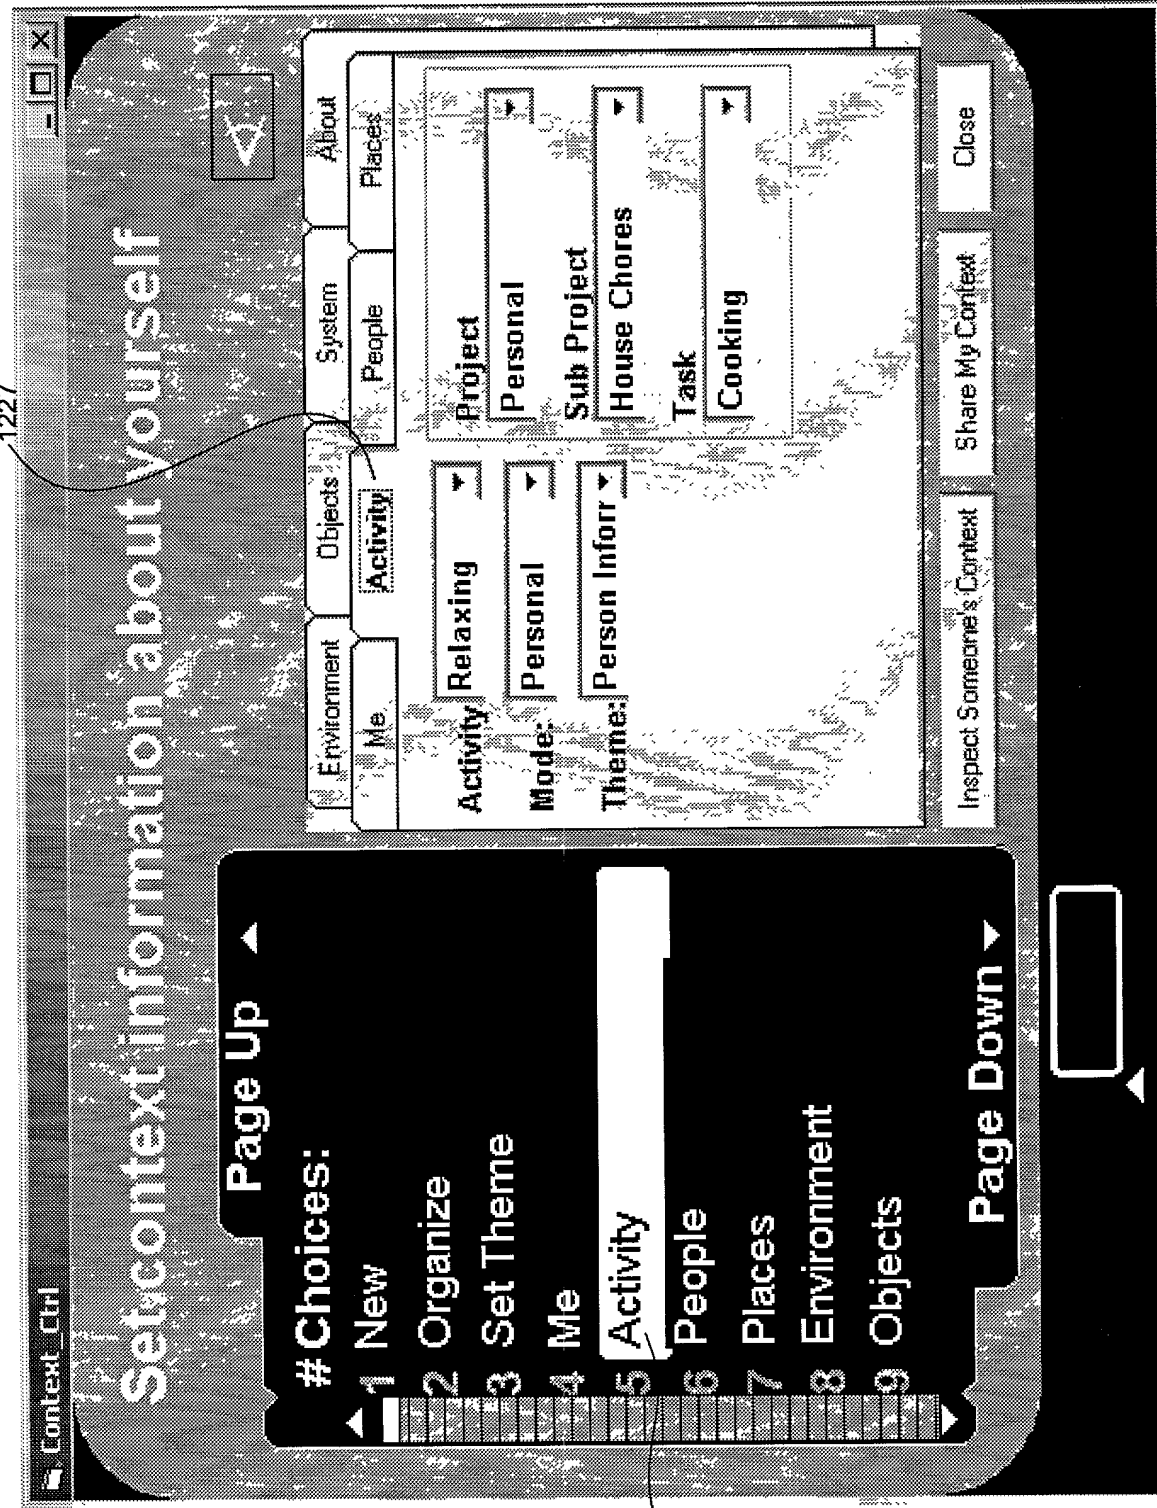 1227
Context_Ctrl
Set context information about yourself
Page Up
# Choices:
1 New
2 Organize
3 Set Theme
4 Me
5 Activity
6 People
7 Places
8 Environment
9 Objects
Page Down
Environment Objects System About
Me Activity People Places
Activity Relaxing
Mode: Personal
Theme: Person Inforr
Project
Personal
Sub Project
House Chores
Task
Cooking
Inspect Someone's Context Share My Context Close